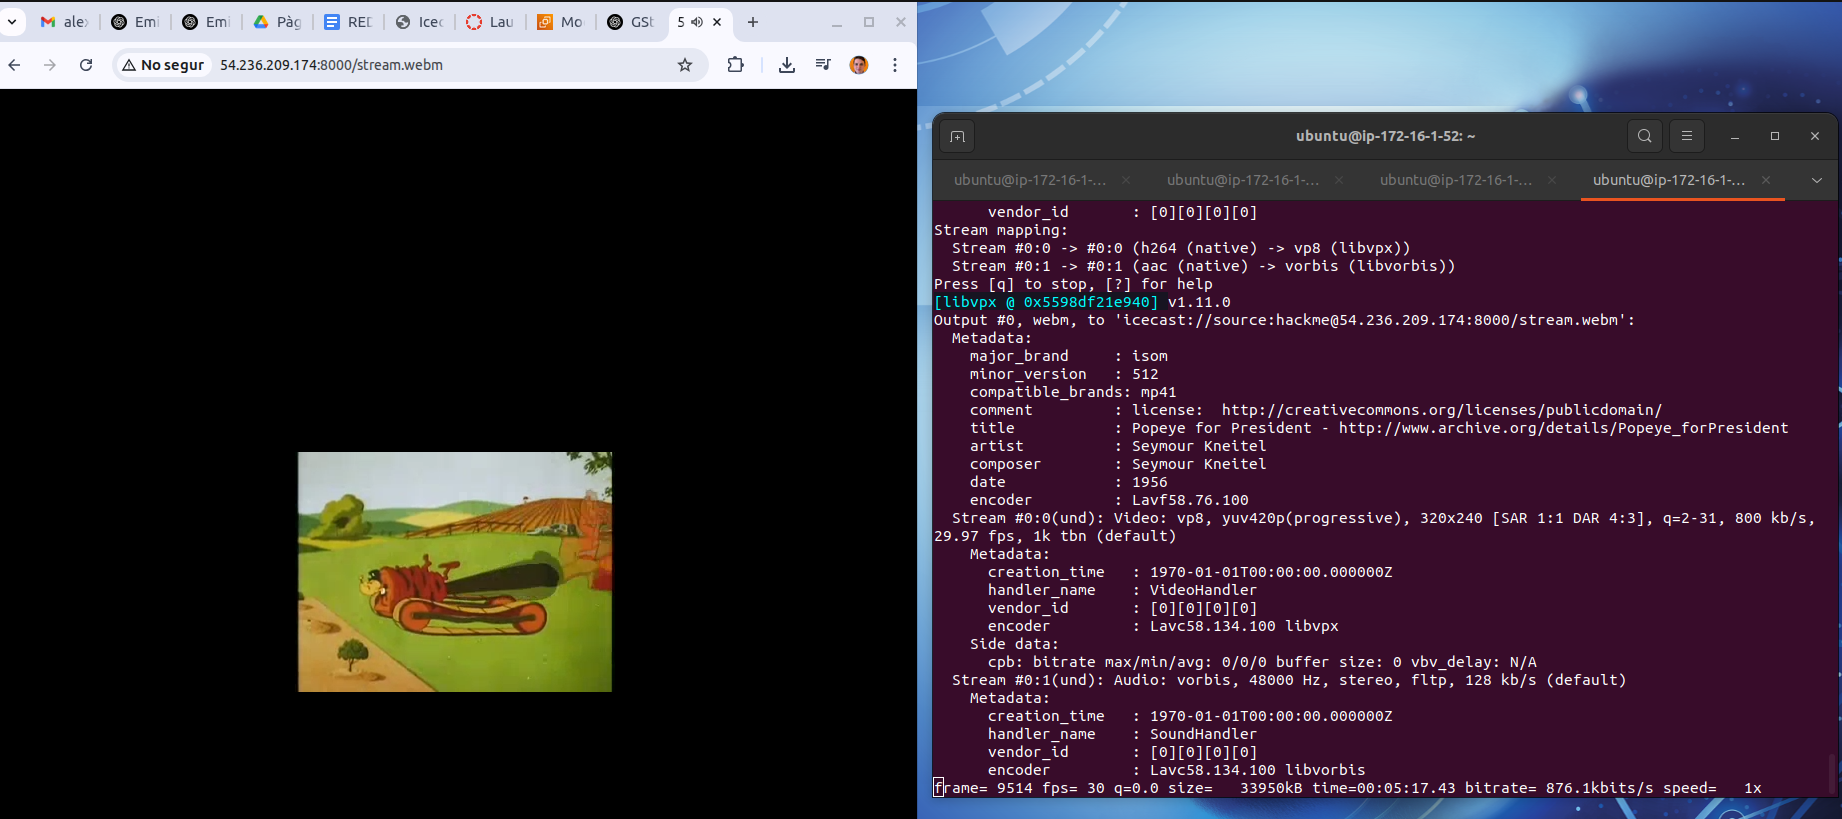 alex
Emi
Emi
Pàg
RED
Icec
Lau
Mo
GSt
5
No segur
54.236.209.174:8000/stream.webm
ubuntu@ip-172-16-1-52: ~
ubuntu@ip-172-16-1-...
ubuntu@ip-172-16-1-...
ubuntu@ip-172-16-1-...
ubuntu@ip-172-16-1-...
vendor_id       : [0][0][0][0]
Stream mapping:
Stream #0:0 -> #0:0 (h264 (native) -> vp8 (libvpx))
Stream #0:1 -> #0:1 (aac (native) -> vorbis (libvorbis))
Press [q] to stop, [?] for help
[libvpx @ 0x5598df21e940] v1.11.0
Output #0, webm, to 'icecast://source:hackme@54.236.209.174:8000/stream.webm':
Metadata:
major_brand     : isom
minor_version   : 512
compatible_brands: mp41
comment         : license:  http://creativecommons.org/licenses/publicdomain/
title           : Popeye for President - http://www.archive.org/details/Popeye_forPresident
artist          : Seymour Kneitel
composer        : Seymour Kneitel
date            : 1956
encoder         : Lavf58.76.100
Stream #0:0(und): Video: vp8, yuv420p(progressive), 320x240 [SAR 1:1 DAR 4:3], q=2-31, 800 kb/s,
29.97 fps, 1k tbn (default)
Metadata:
creation_time   : 1970-01-01T00:00:00.000000Z
handler_name    : VideoHandler
vendor_id       : [0][0][0][0]
encoder         : Lavc58.134.100 libvpx
Side data:
cpb: bitrate max/min/avg: 0/0/0 buffer size: 0 vbv_delay: N/A
Stream #0:1(und): Audio: vorbis, 48000 Hz, stereo, fltp, 128 kb/s (default)
Metadata:
creation_time   : 1970-01-01T00:00:00.000000Z
handler_name    : SoundHandler
vendor_id       : [0][0][0][0]
encoder         : Lavc58.134.100 libvorbis
frame= 9514 fps= 30 q=0.0 size=   33950kB time=00:05:17.43 bitrate= 876.1kbits/s speed=   1x